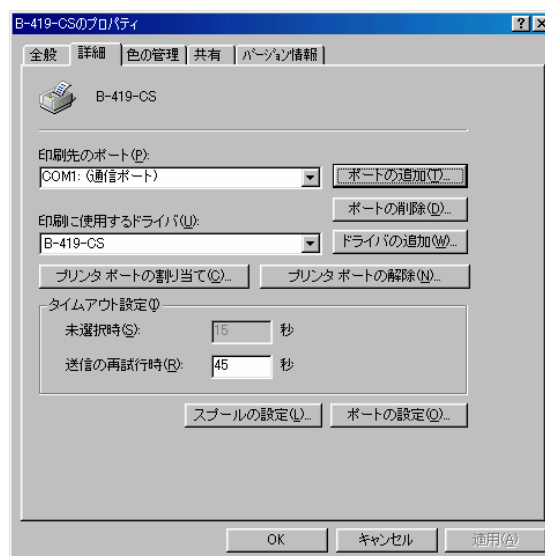 B-419-CSのプロパティ
全般 詳細 色の管理 共有 バージョン情報
B-419-CS
印刷先のポート(P):
COM1: (通信ポート) ポートの追加(T)...
ポートの削除(D)...
印刷に使用するドライバ(U):
B-419-CS ドライバの追加(W)...
プリンタ ポートの割り当て(C)... プリンタ ポートの解除(N)...
タイムアウト設定(I)
未選択時(S): 15 秒
送信の再試行時(R): 45 秒
スプールの設定(L)... ポートの設定(O)...
OK キャンセル 適用(A)